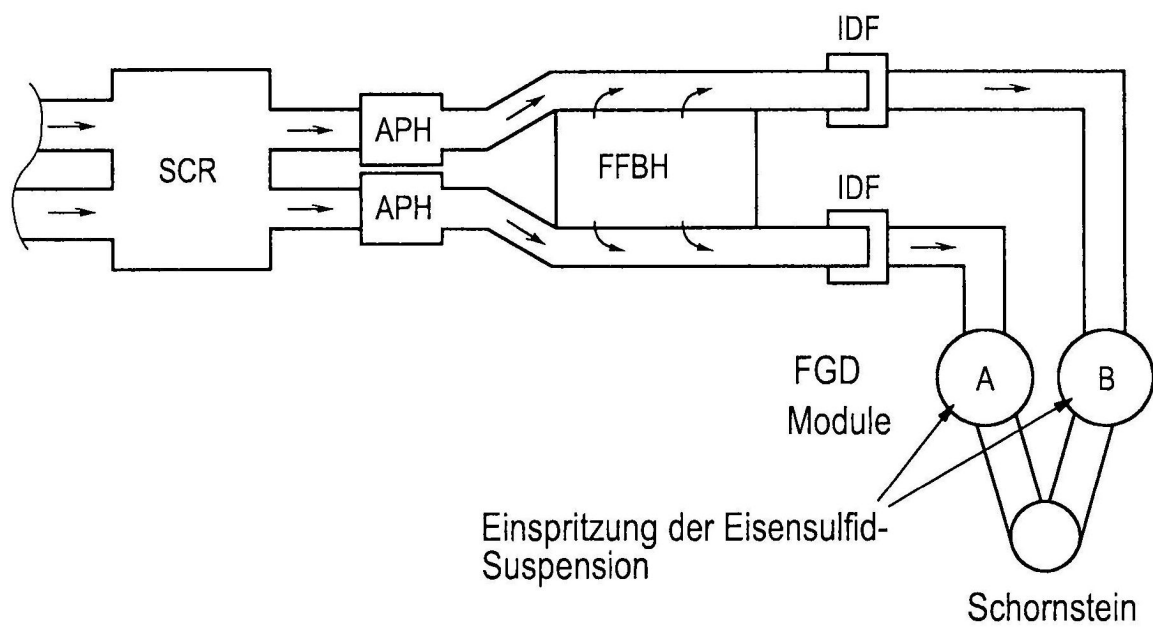 IDF
APH
SCR
FFBH
APH
IDF
FGD
Module
A
B
Einspritzung der Eisensulfid-
Suspension
Schornstein